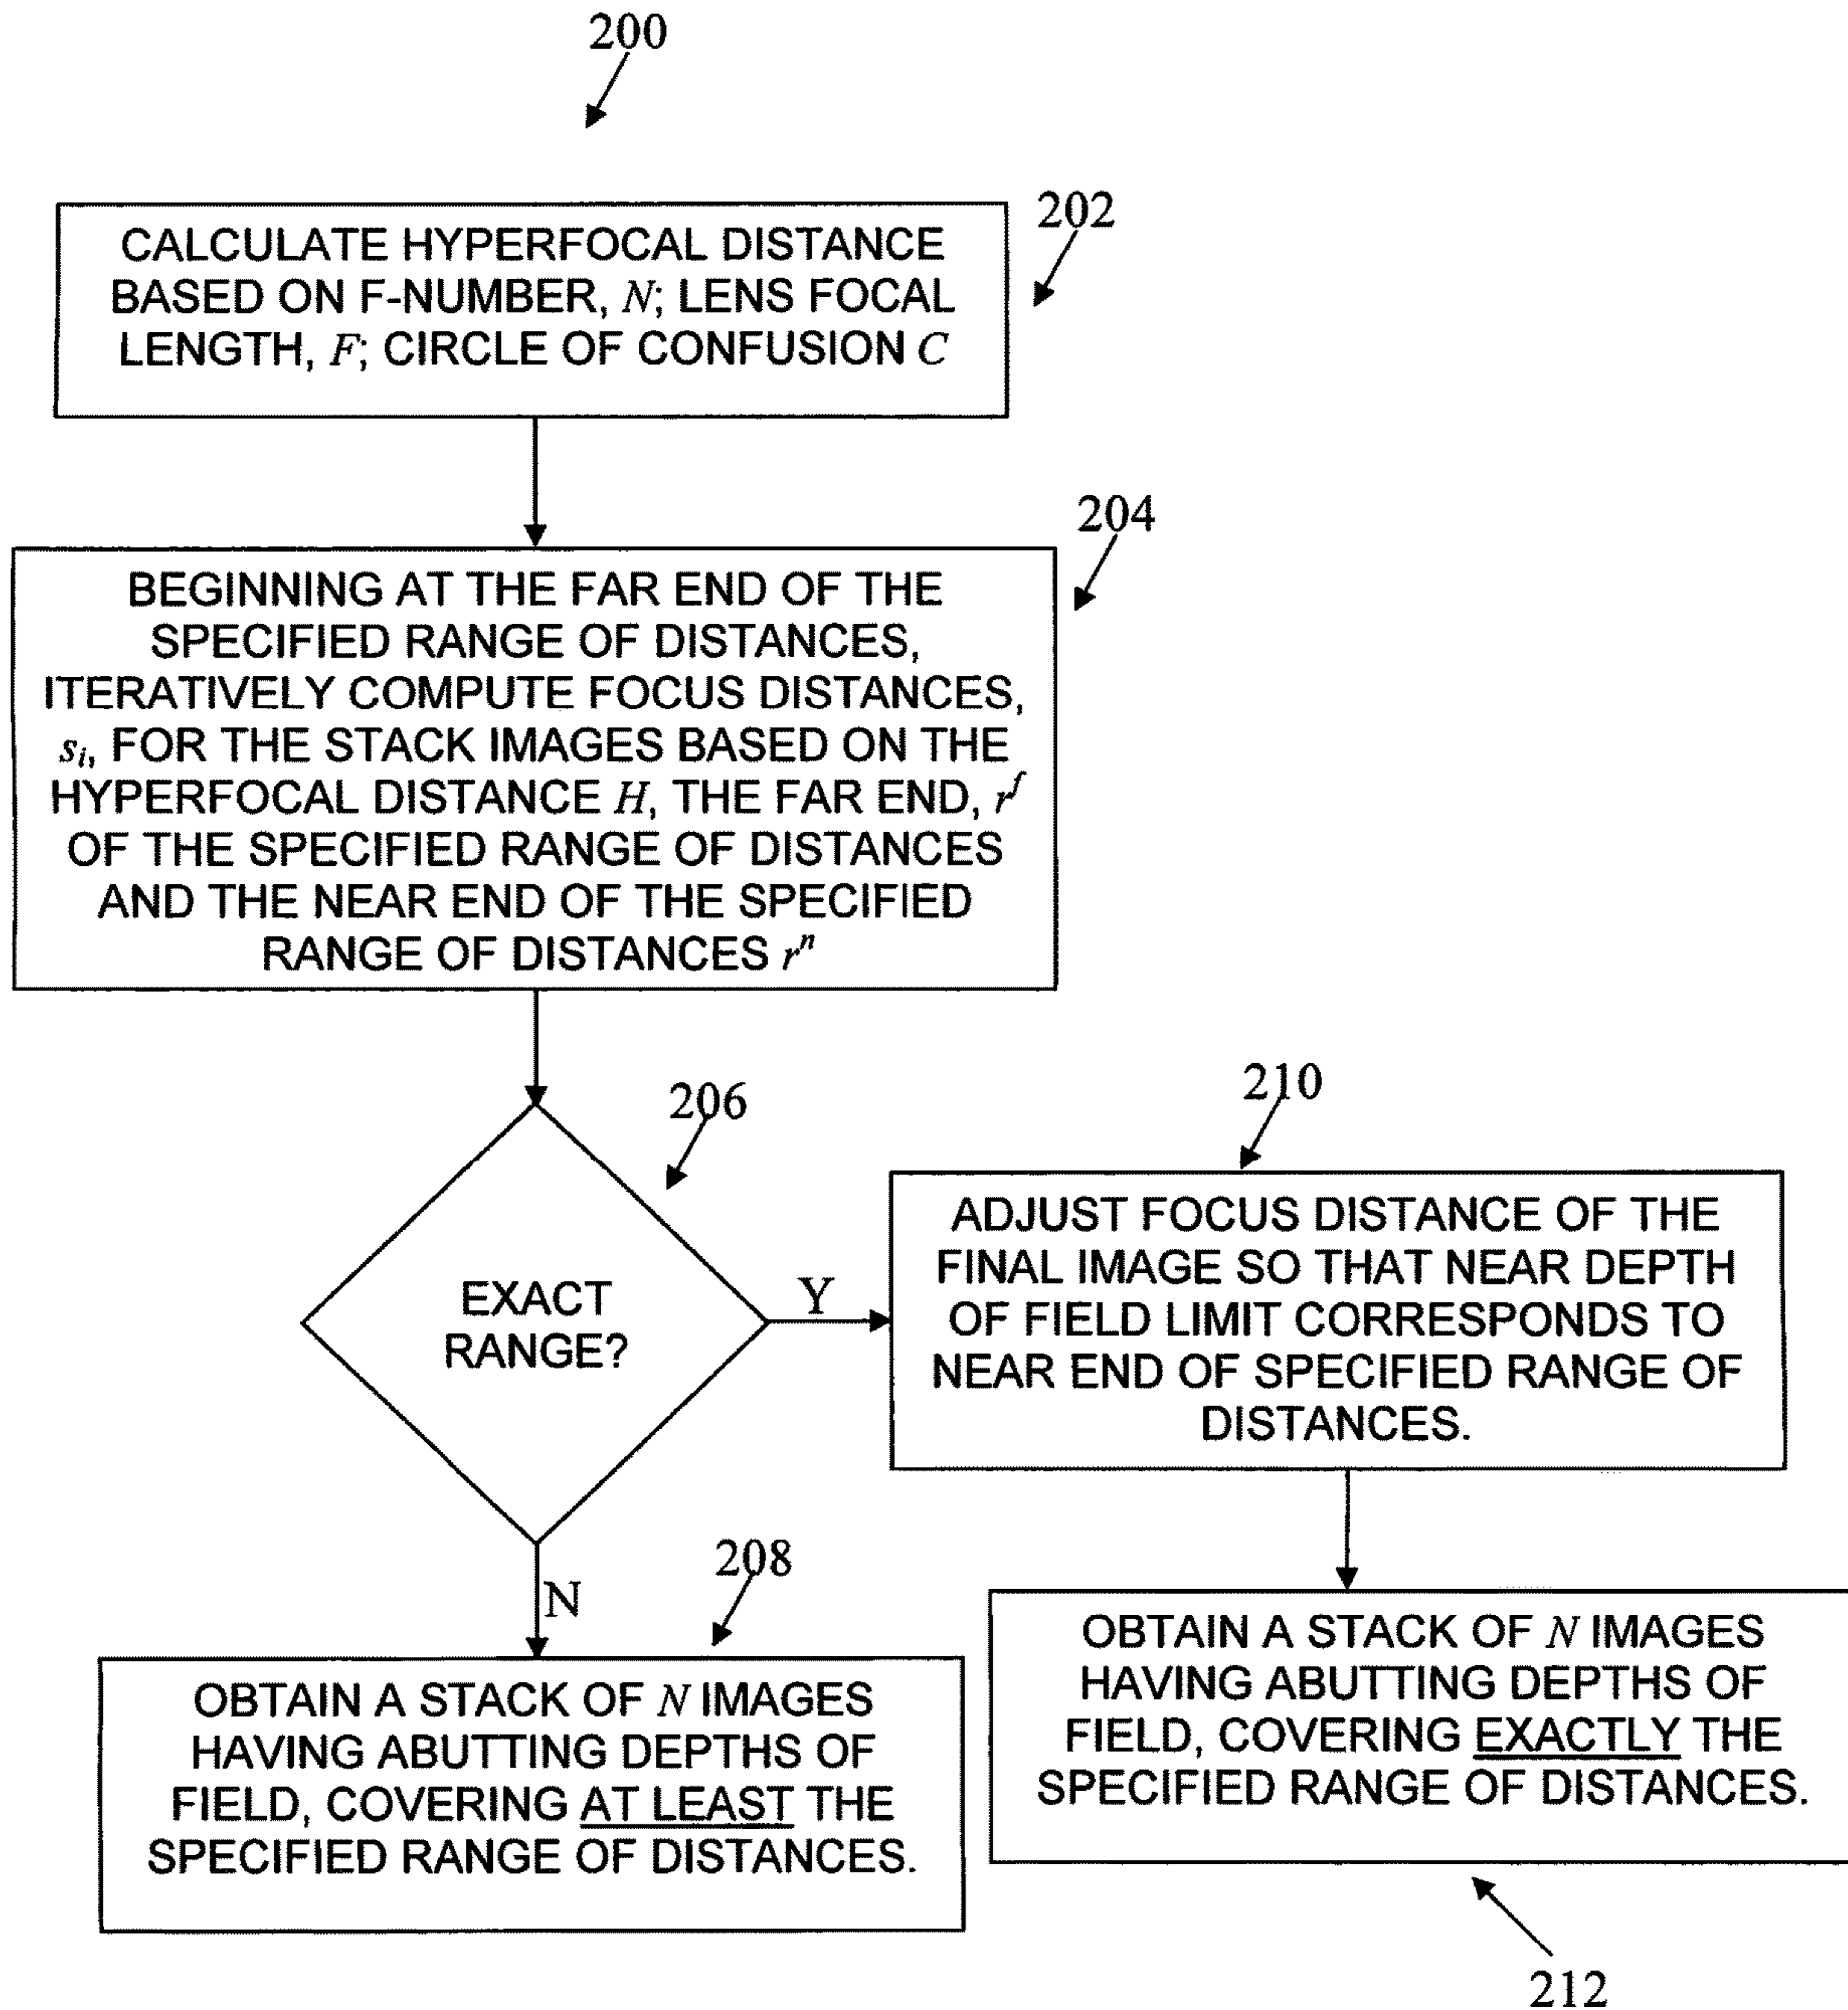 200
202
CALCULATE HYPERFOCAL DISTANCE
BASED ON F-NUMBER, N; LENS FOCAL
LENGTH, F; CIRCLE OF CONFUSION C
204
BEGINNING AT THE FAR END OF THE
SPECIFIED RANGE OF DISTANCES,
ITERATIVELY COMPUTE FOCUS DISTANCES,
sᵢ, FOR THE STACK IMAGES BASED ON THE
HYPERFOCAL DISTANCE H, THE FAR END, rᶠ
OF THE SPECIFIED RANGE OF DISTANCES
AND THE NEAR END OF THE SPECIFIED
RANGE OF DISTANCES rⁿ
206
EXACT
RANGE?
Y
N
210
ADJUST FOCUS DISTANCE OF THE
FINAL IMAGE SO THAT NEAR DEPTH
OF FIELD LIMIT CORRESPONDS TO
NEAR END OF SPECIFIED RANGE OF
DISTANCES.
208
OBTAIN A STACK OF N IMAGES
HAVING ABUTTING DEPTHS OF
FIELD, COVERING AT LEAST THE
SPECIFIED RANGE OF DISTANCES.
OBTAIN A STACK OF N IMAGES
HAVING ABUTTING DEPTHS OF
FIELD, COVERING EXACTLY THE
SPECIFIED RANGE OF DISTANCES.
212